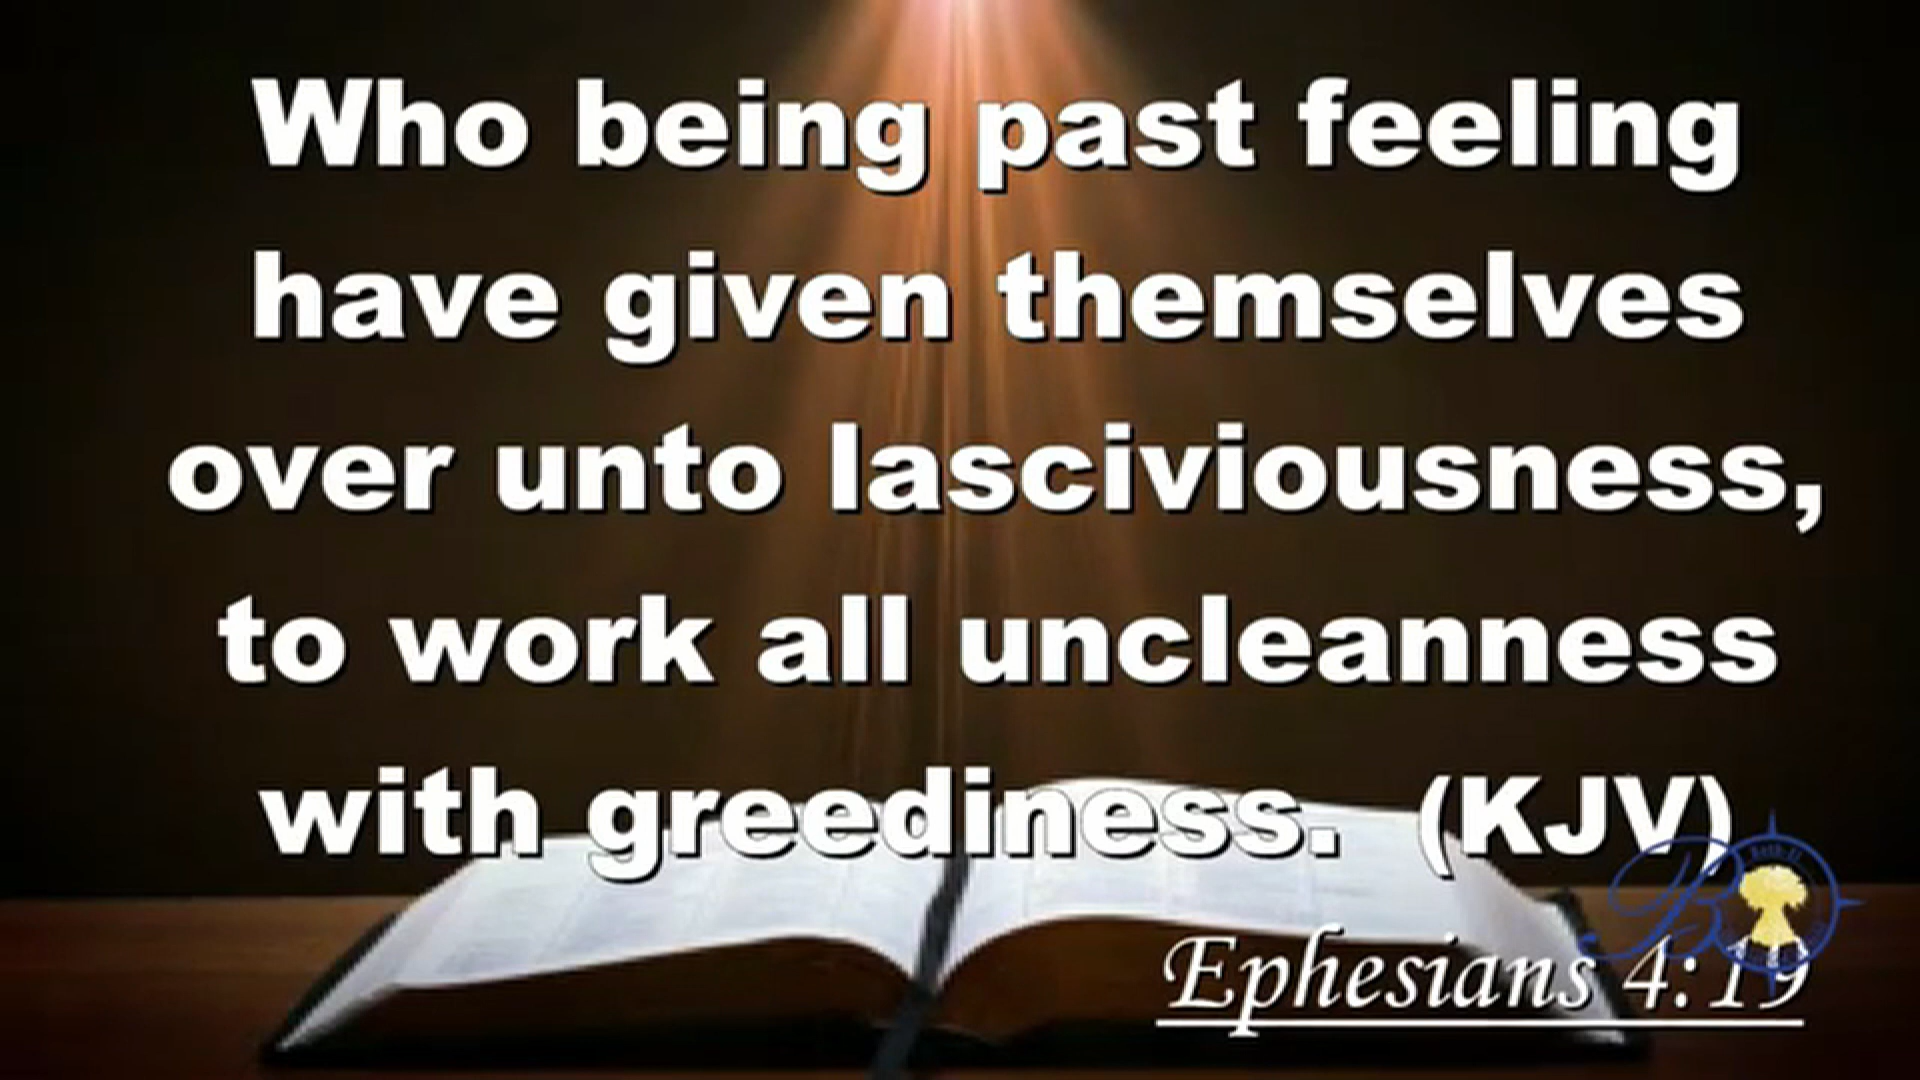 Who being past feeling
have given themselves
over unto lasciviousness,
to work all uncleanness
with greediness. (KJV)
Ephesians 4:19